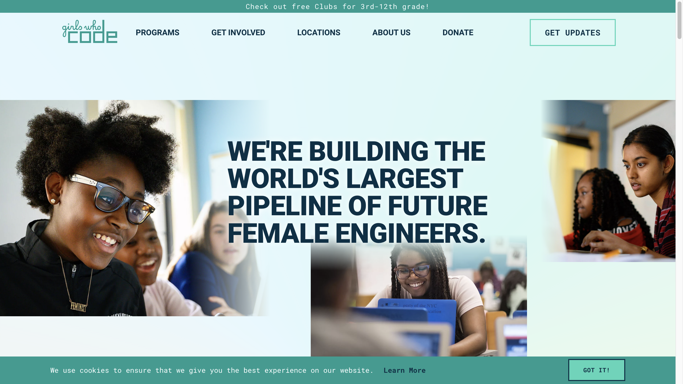 Check out free Clubs for 3rd-12th grade!
girls who
code
PROGRAMS
GET INVOLVED
LOCATIONS
ABOUT US
DONATE
GET UPDATES
WE'RE BUILDING THE
WORLD'S LARGEST
PIPELINE OF FUTURE
FEMALE ENGINEERS.
We use cookies to ensure that we give you the best experience on our website.
Learn More
GOT IT!